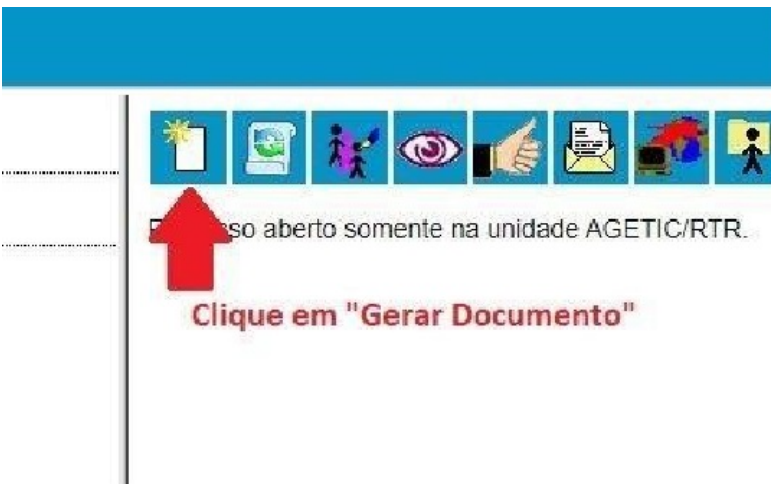 aberto somente na unidade AGETIC/RTR.
Clique em "Gerar Documento"